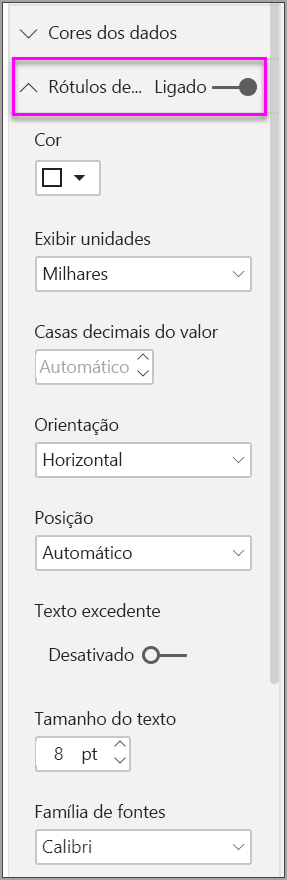 Cores dos dados
Rótulos de... Ligado
Cor
Exibir unidades
Milhares
Casas decimais do valor
Automático
Orientação
Horizontal
Posição
Automático
Texto excedente
Desativado
Tamanho do texto
8 pt
Família de fontes
Calibri